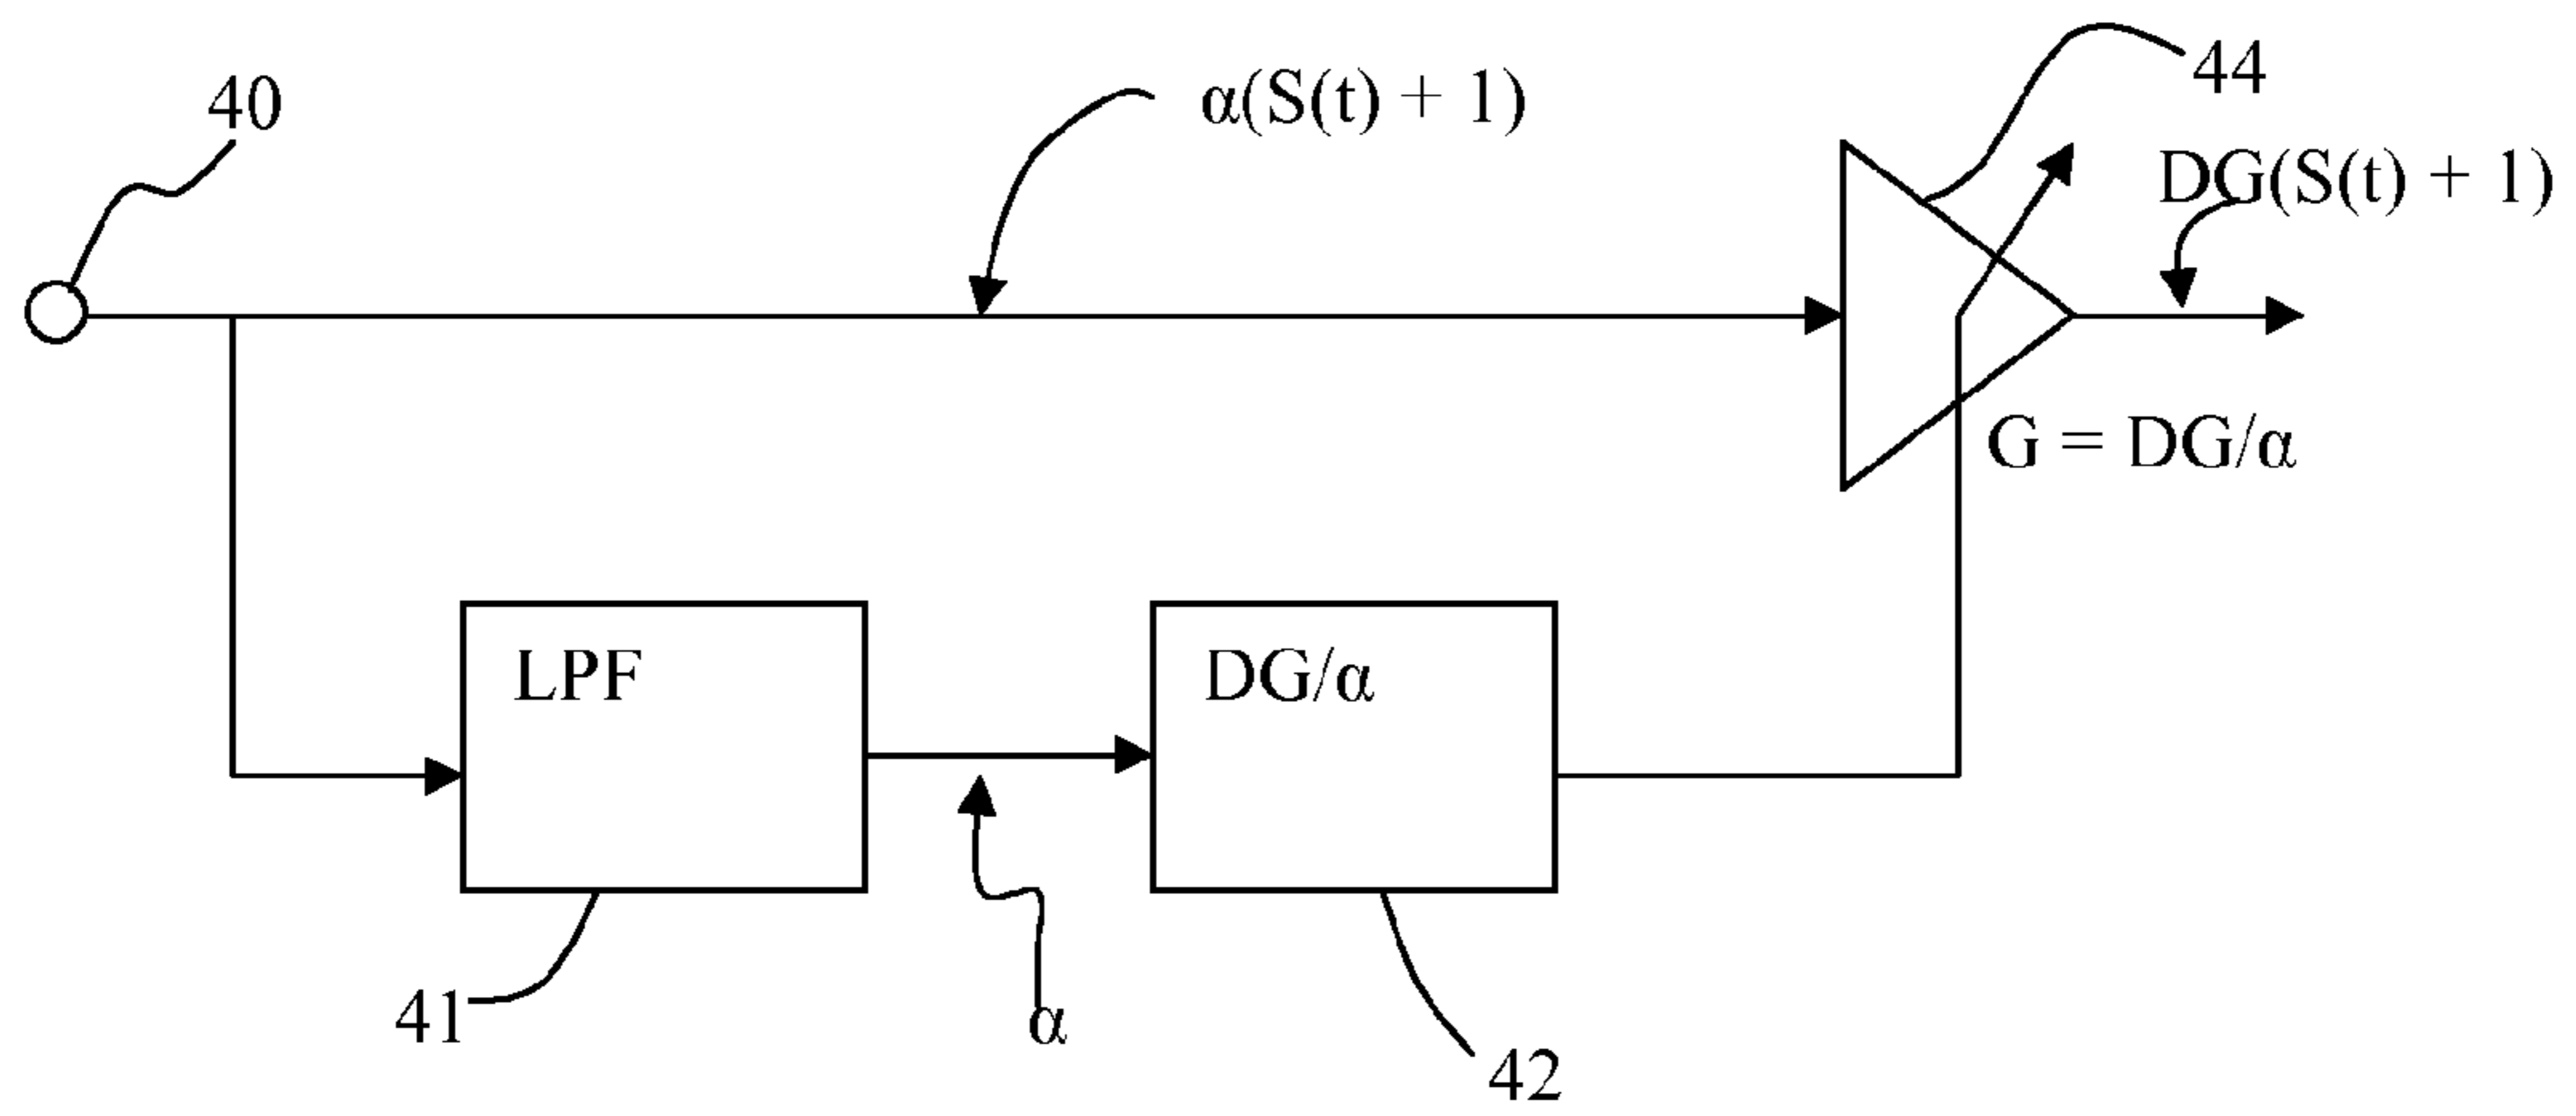 40
α(S(t) + 1)
44
DG(S(t) + 1)
G = DG/α
LPF
DG/α
41
α
42